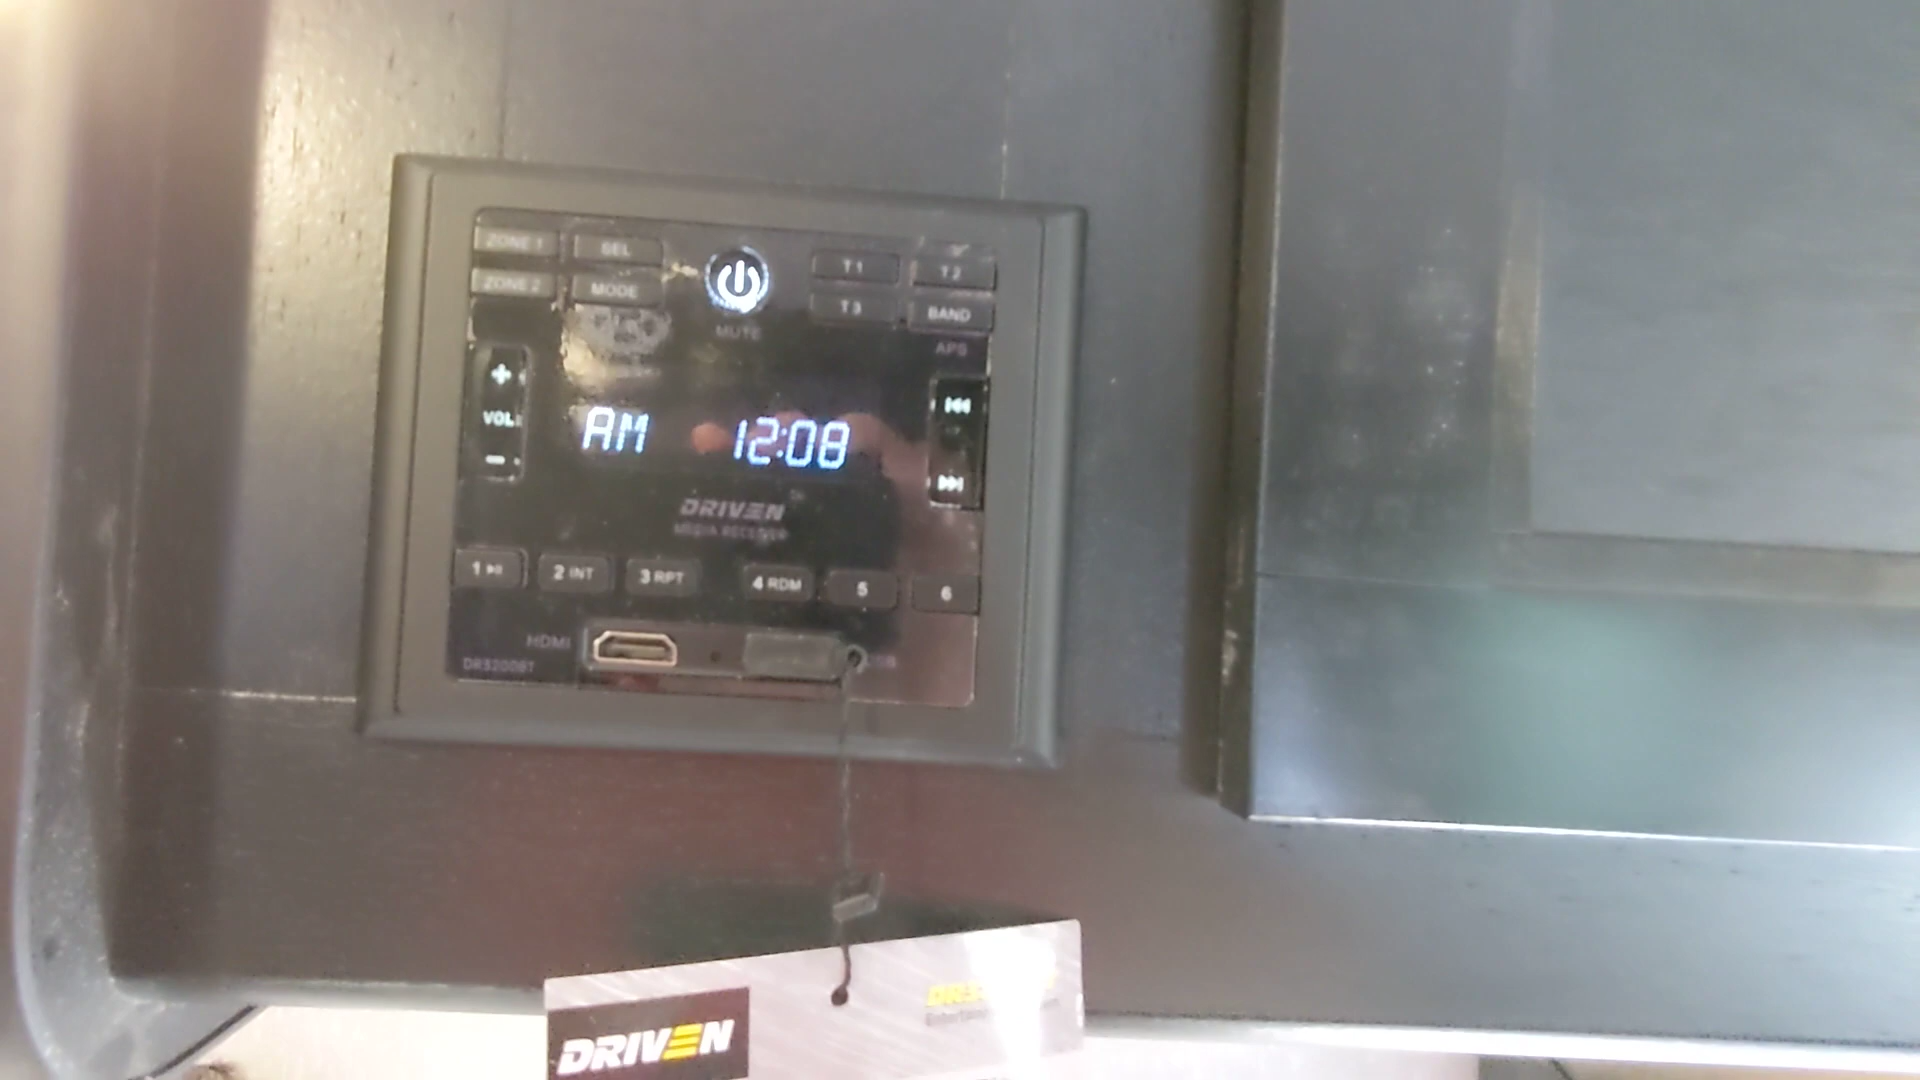 ZONE 1
SEL
T1
T2
ZONE 2
MODE
T3
BAND
MUTE
APS
+
VOL
-
AM 12:08
DRIVEN
MEDIA RECEIVER
1
2 INT
3 RPT
4 RDM
5
6
HDMI
USB
DRIVEN